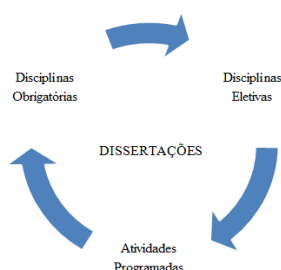 Disciplinas
Obrigatórias
Disciplinas
Eletivas
DISSERTAÇÕES
Atividades
Programadas